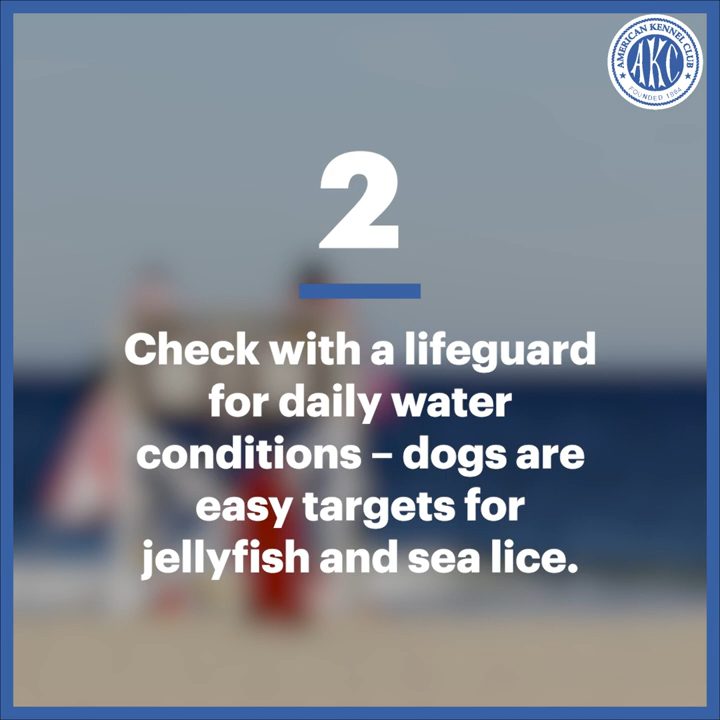 AMERICAN KENNEL CLUB
AKC
FOUNDED 1884
2
Check with a lifeguard
for daily water
conditions – dogs are
easy targets for
jellyfish and sea lice.